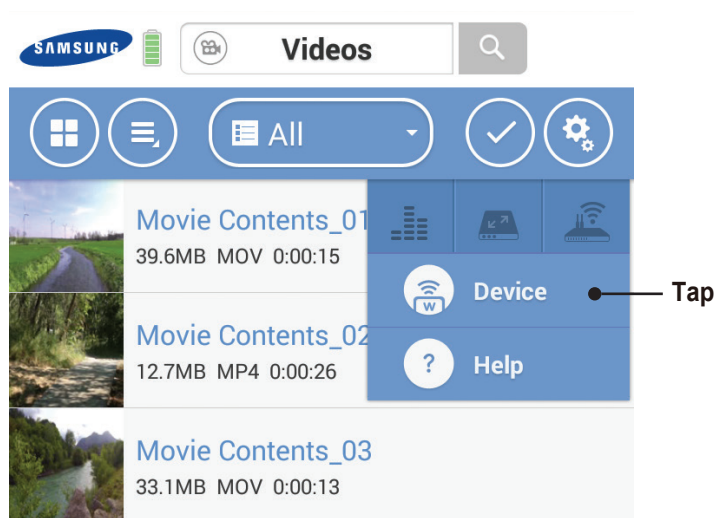 SAMSUNG
Videos
All
Movie Contents_01
39.6MB MOV 0:00:15
W
Device
Tap
Movie Contents_02
12.7MB MP4 0:00:26
?
Help
Movie Contents_03
33.1MB MOV 0:00:13